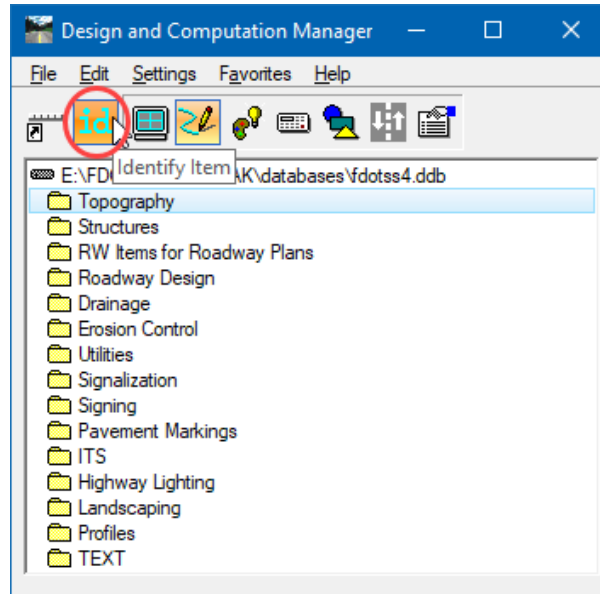 Design and Computation Manager
File Edit Settings Favorites Help
id
Identify Item
E:\FD AK\databases\fdotss4.ddb
Topography
Structures
RW Items for Roadway Plans
Roadway Design
Drainage
Erosion Control
Utilities
Signalization
Signing
Pavement Markings
ITS
Highway Lighting
Landscaping
Profiles
TEXT